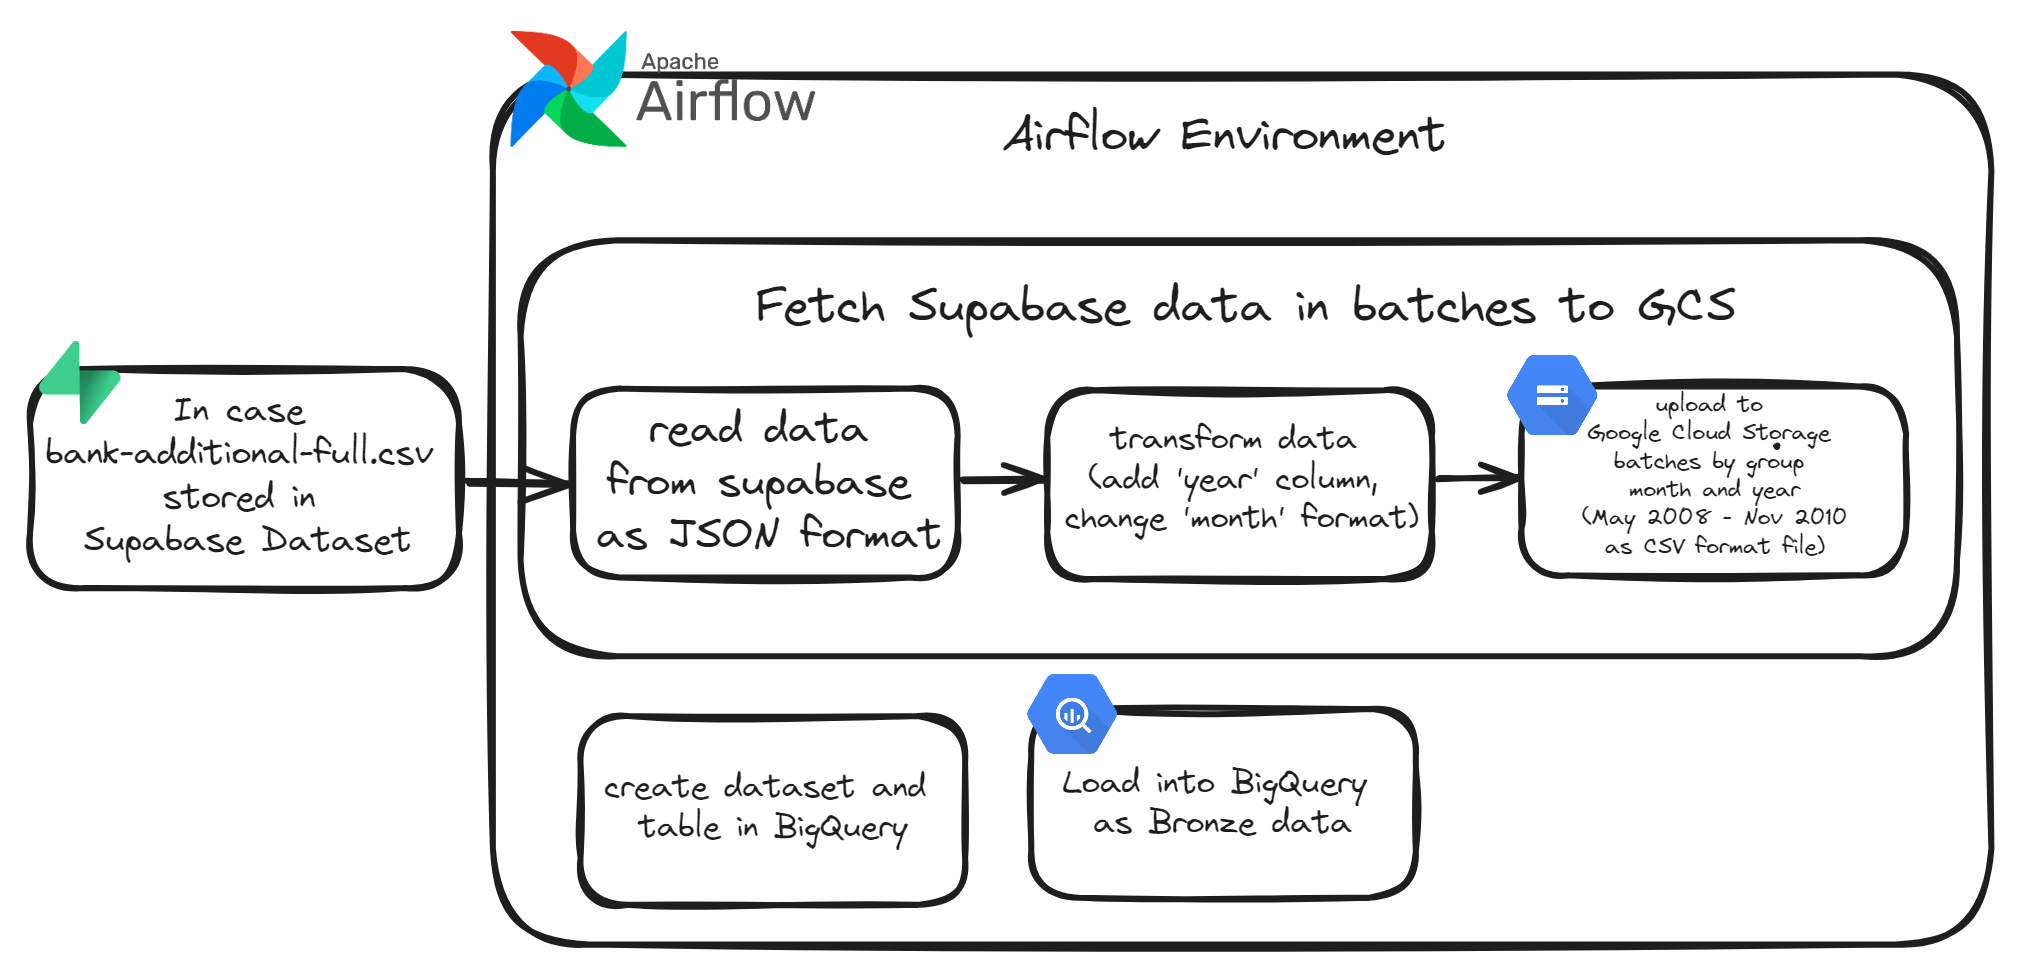 Apache
Airflow
Airflow Environment
Fetch Supabase data in batches to GCS
In case
bank-additional-full.csv
stored in
Supabase Dataset
read data
from supabase
as JSON format
transform data
(add 'year' column,
change 'month' format)
upload to
Google Cloud Storage
batches by group
month and year
(May 2008 - Nov 2010
as CSV format file)
create dataset and
table in BigQuery
Load into BigQuery
as Bronze data